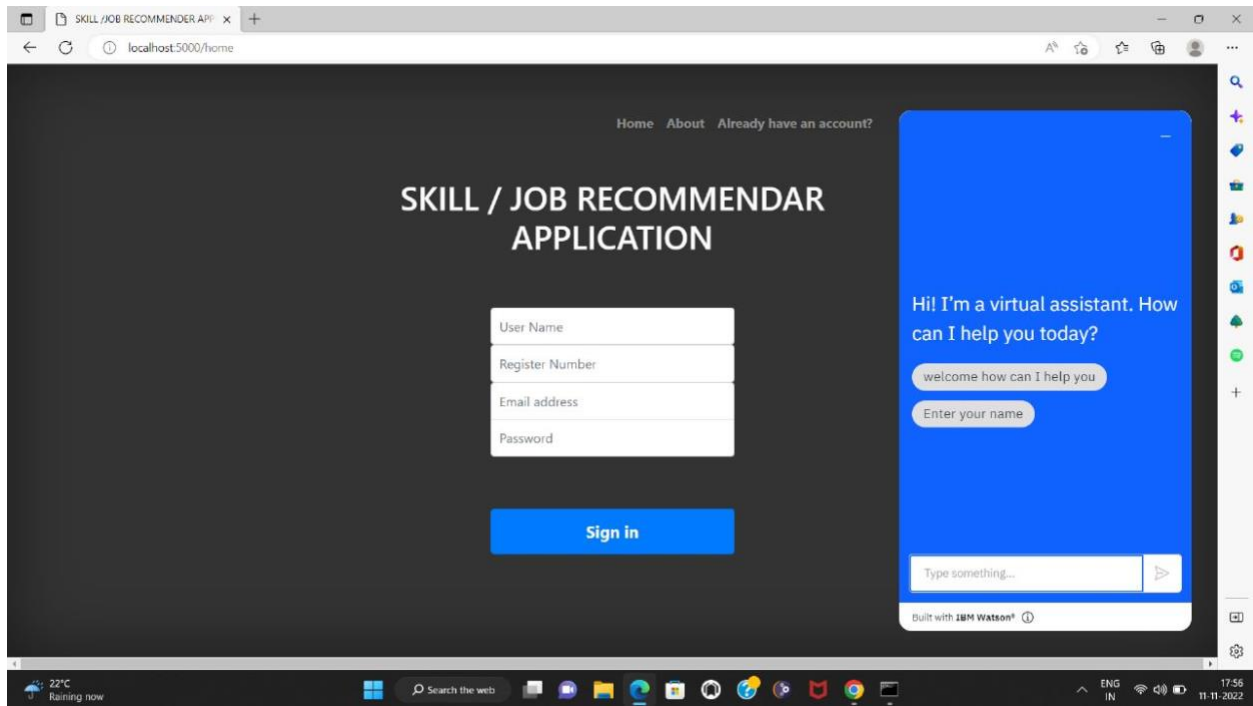 SKILL /JOB RECOMMENDER APP
localhost:5000/home
Home About Already have an account?
SKILL / JOB RECOMMENDAR
APPLICATION
User Name
Register Number
Email address
Password
Sign in
Hi! I'm a virtual assistant. How
can I help you today?
welcome how can I help you
Enter your name
Type something...
Built with IBM Watson®
22°C
Raining now
Search the web
ENG
IN
17:56
11-11-2022